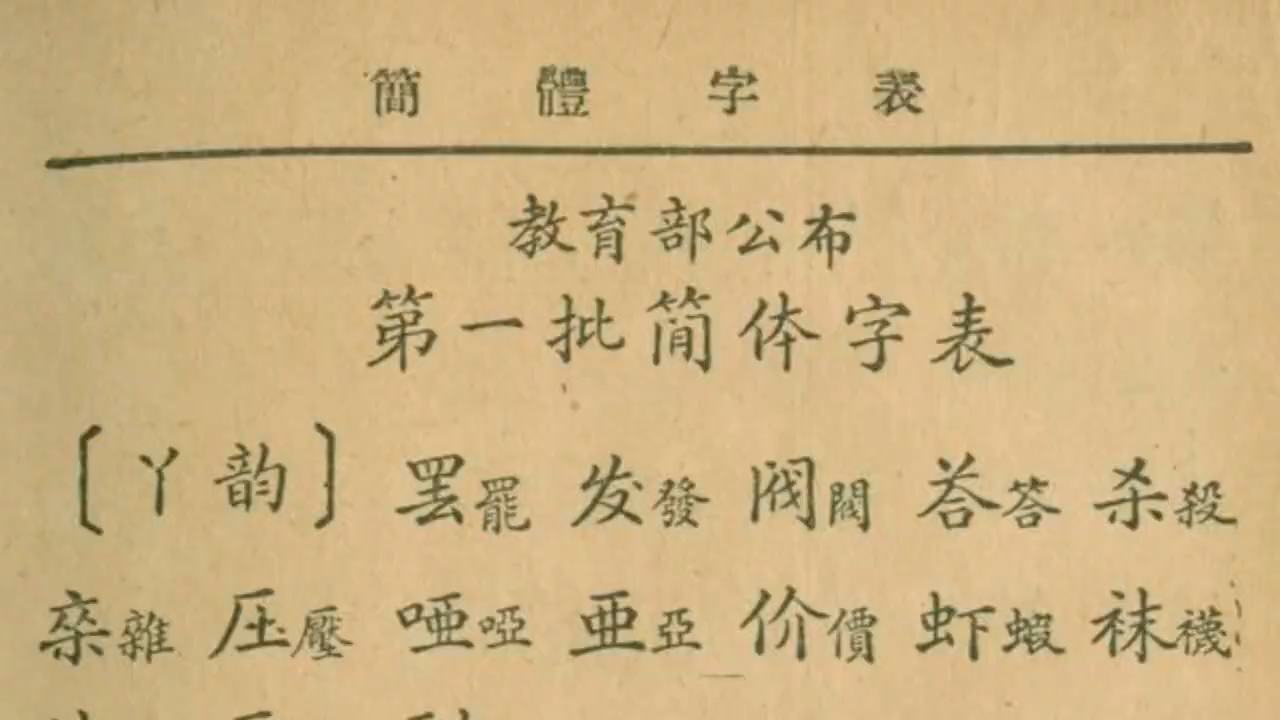 簡體字表
教育部公布
第一批简体字表
〔丫韵〕罢罷 发發 阀閥 荅答 杀殺
杂雜 压壓 唖啞 亜亞 价價 虾蝦 袜襪